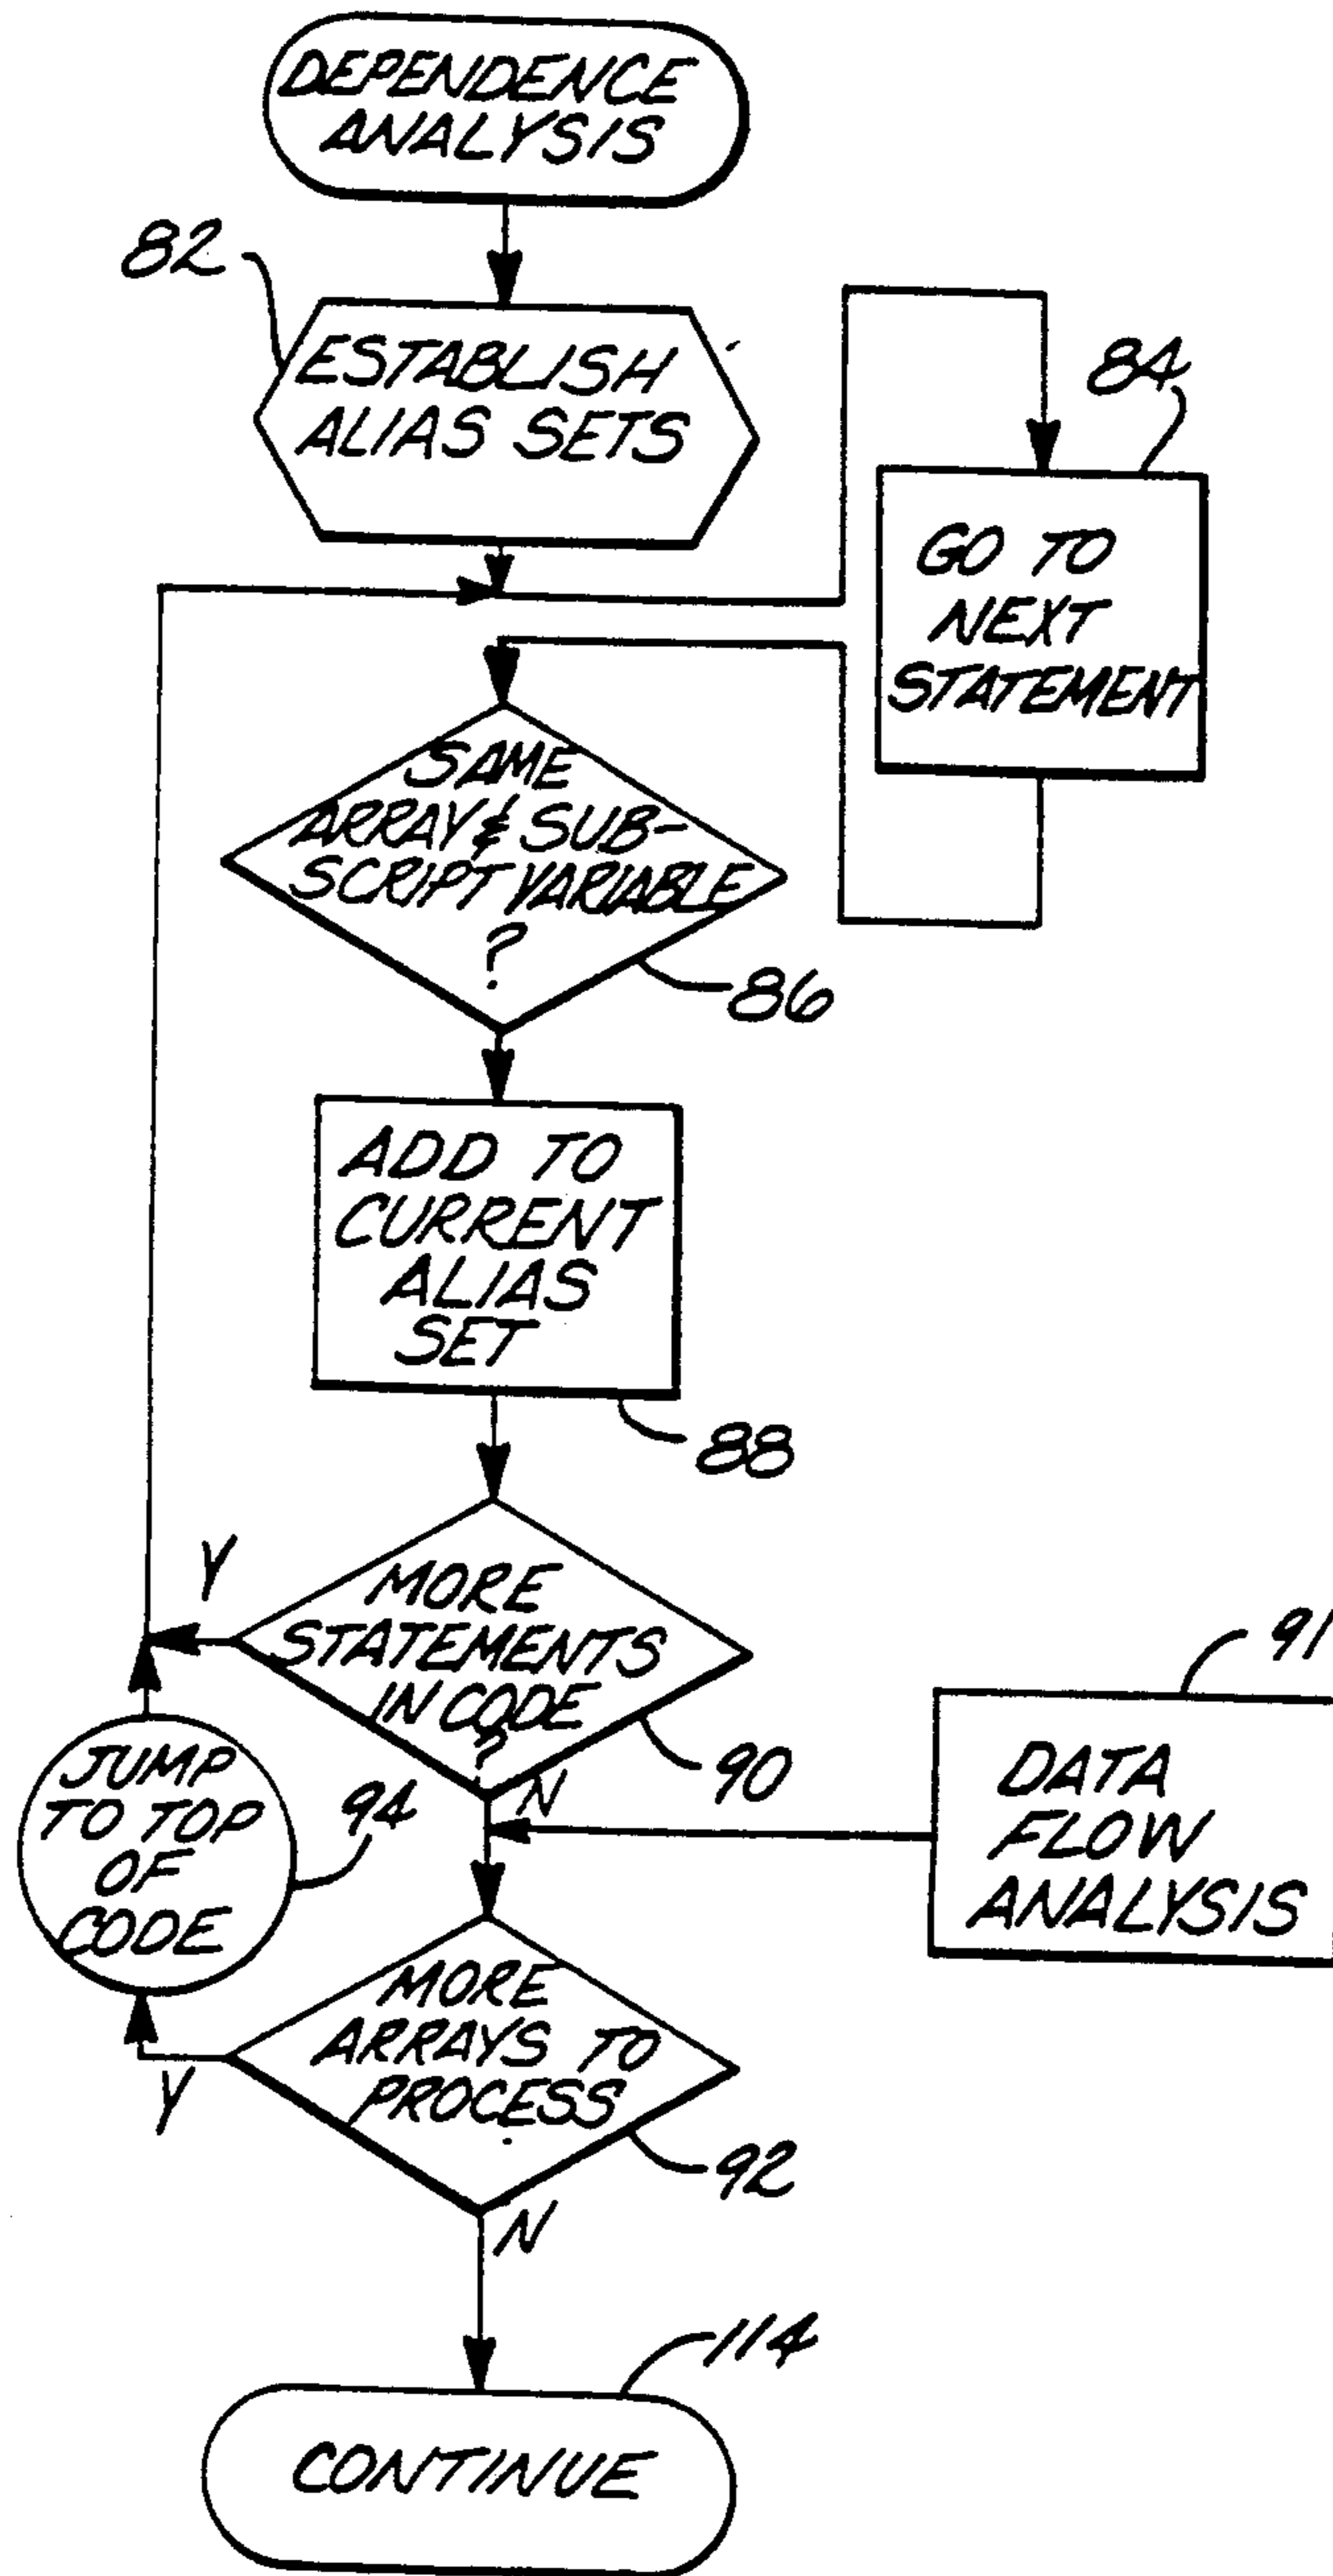 DEPENDENCE
ANALYSIS
82
ESTABLISH
ALIAS SETS
84
GO TO
NEXT
STATEMENT
SAME
ARRAY & SUB-
SCRIPT VARIABLE
?
86
ADD TO
CURRENT
ALIAS
SET
88
Y
MORE
STATEMENTS
IN CODE
?
90
N
91
DATA
FLOW
ANALYSIS
JUMP
TO TOP
OF
CODE
94
MORE
ARRAYS TO
PROCESS
Y
92
N
114
CONTINUE